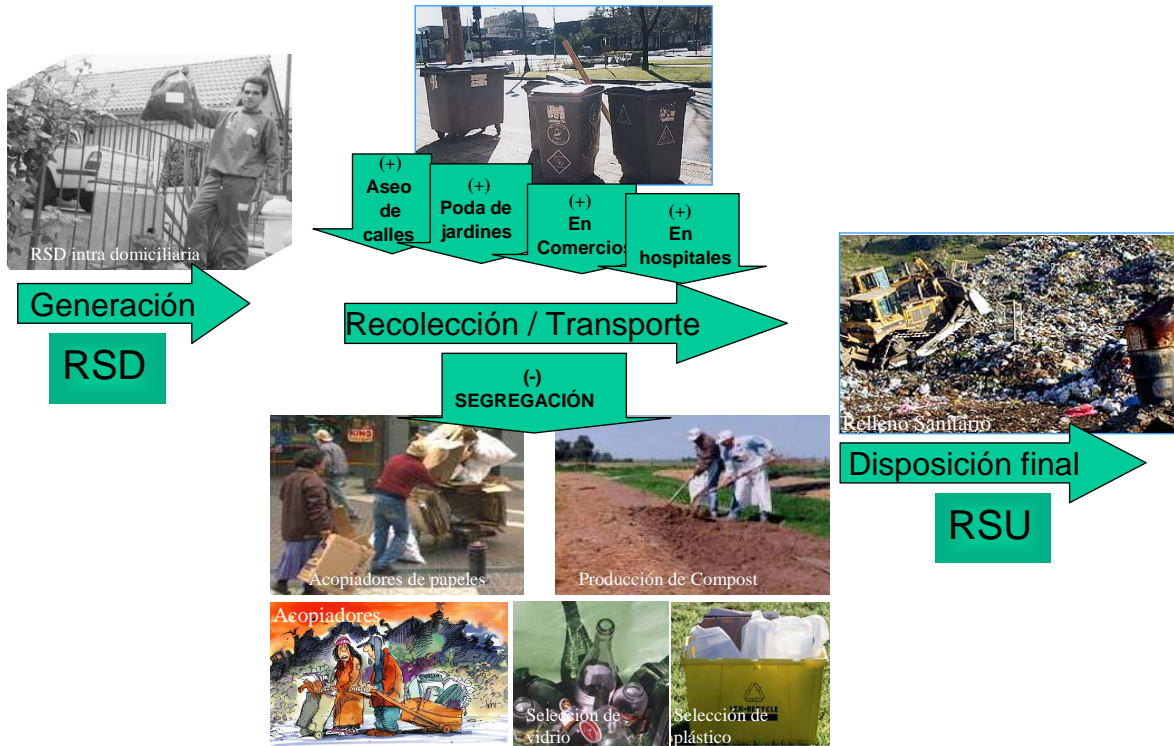 RSD intra domiciliaria
Generación
RSD
(+)
Aseo
de
calles
(+)
Poda de
jardines
(+)
En
Comercios
(+)
En
hospitales
Recolección / Transporte
(-)
SEGREGACIÓN
Acopiadores de papeles
Producción de Compost
Acopiadores
Selección de
vidrio
Selección de
plástico
RECYCLE
Relleno Sanitario
Disposición final
RSU